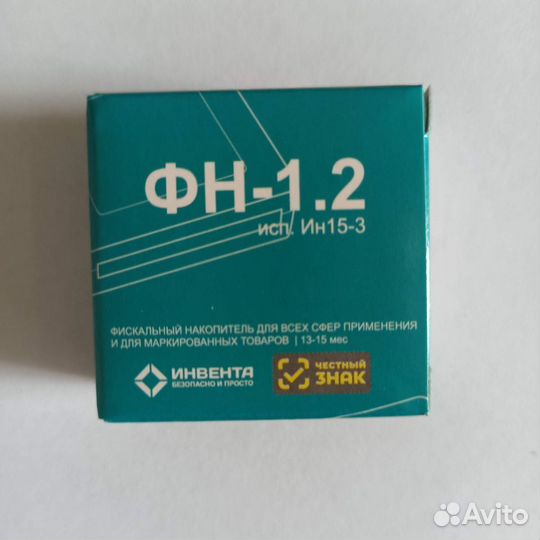 ФН-1.2
исп. Ин15-3
ФИСКАЛЬНЫЙ НАКОПИТЕЛЬ ДЛЯ ВСЕХ СФЕР ПРИМЕНЕНИЯ
И ДЛЯ МАРКИРОВАННЫХ ТОВАРОВ | 13-15 мес
ИНВЕНТА
БЕЗОПАСНО И ПРОСТО
ЧЕСТНЫЙ
ЗНАК
Avito